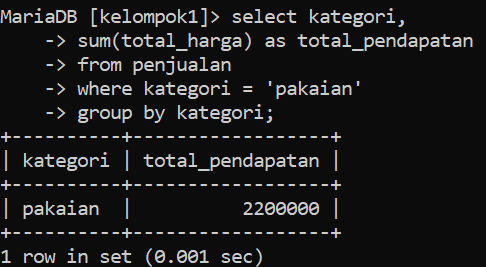 MariaDB [kelompok1]> select kategori,
    -> sum(total_harga) as total_pendapatan
    -> from penjualan
    -> where kategori = 'pakaian'
    -> group by kategori;
+----------+------------------+
| kategori | total_pendapatan |
+----------+------------------+
| pakaian  |          2200000 |
+----------+------------------+
1 row in set (0.001 sec)